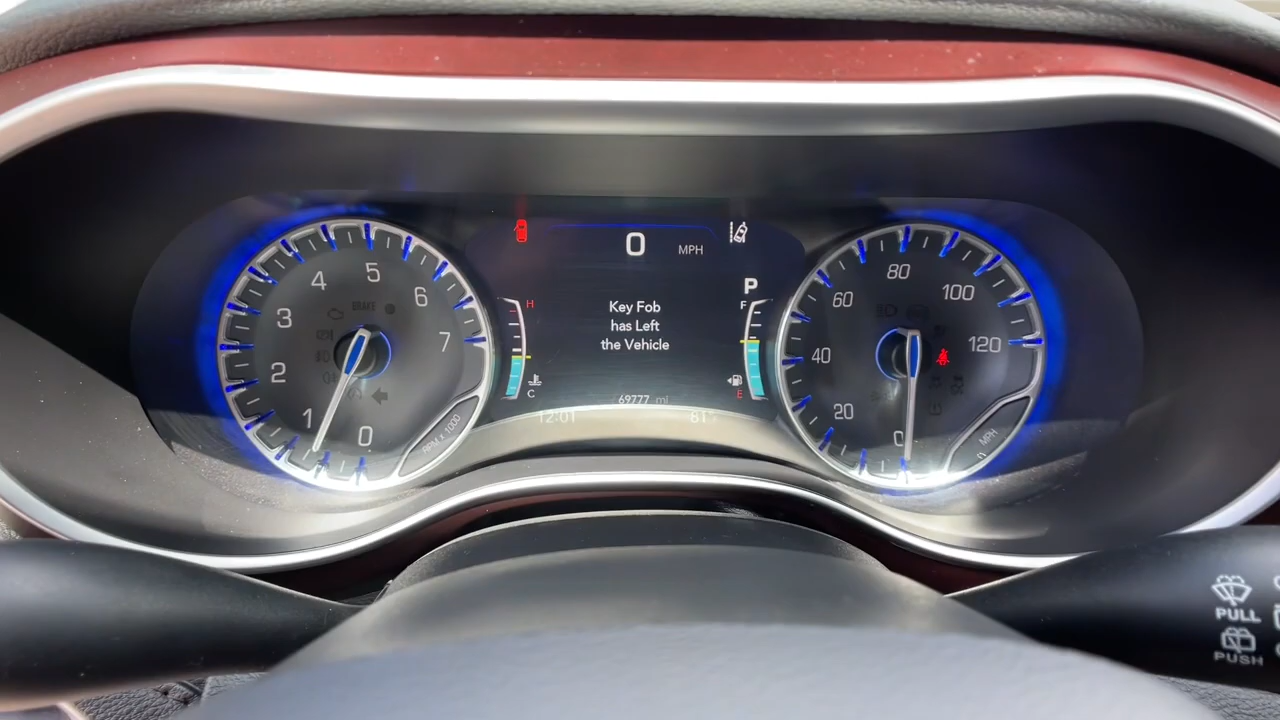 0 MPH
P
Key Fob
has Left
the Vehicle
H
C
F
E
69777 mi
12:01
81°
0
1
2
3
4
5
6
7
RPM X 1000
0
20
40
60
80
100
120
MPH
BRAKE
PULL
PUSH